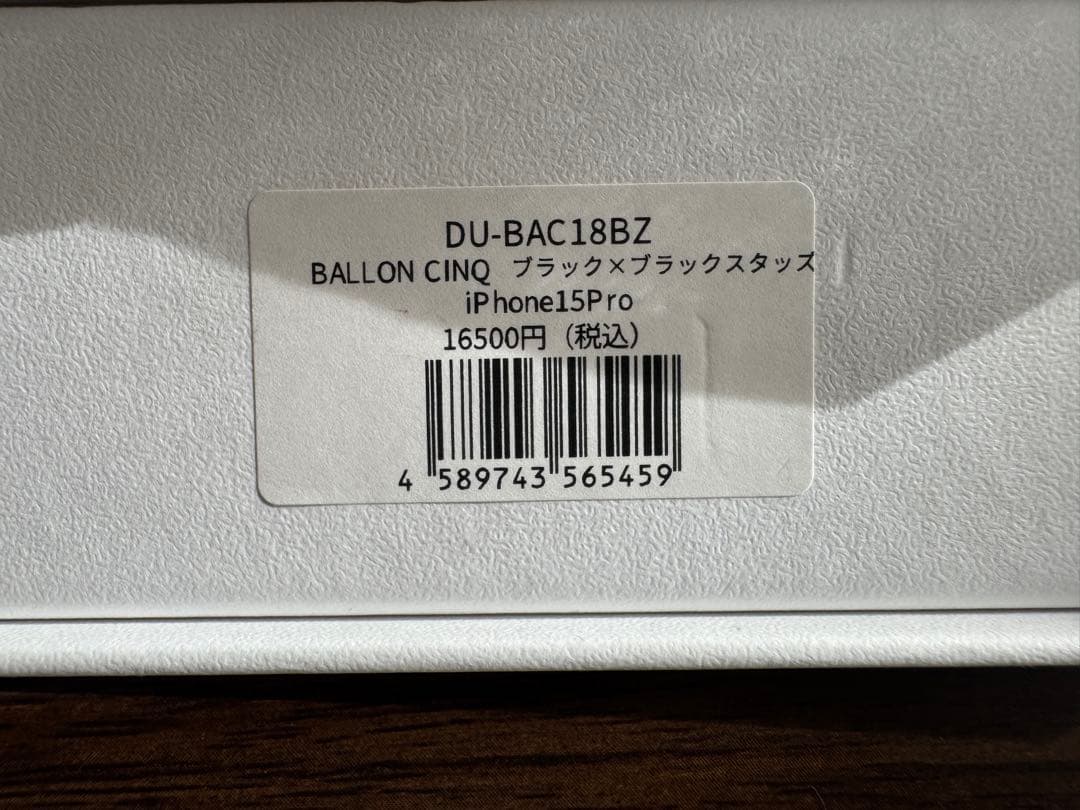 DU-BAC18BZ
BALLON CINQ ブラック×ブラックスタッズ
iPhone15Pro
16500円（税込）
4 589743 565459